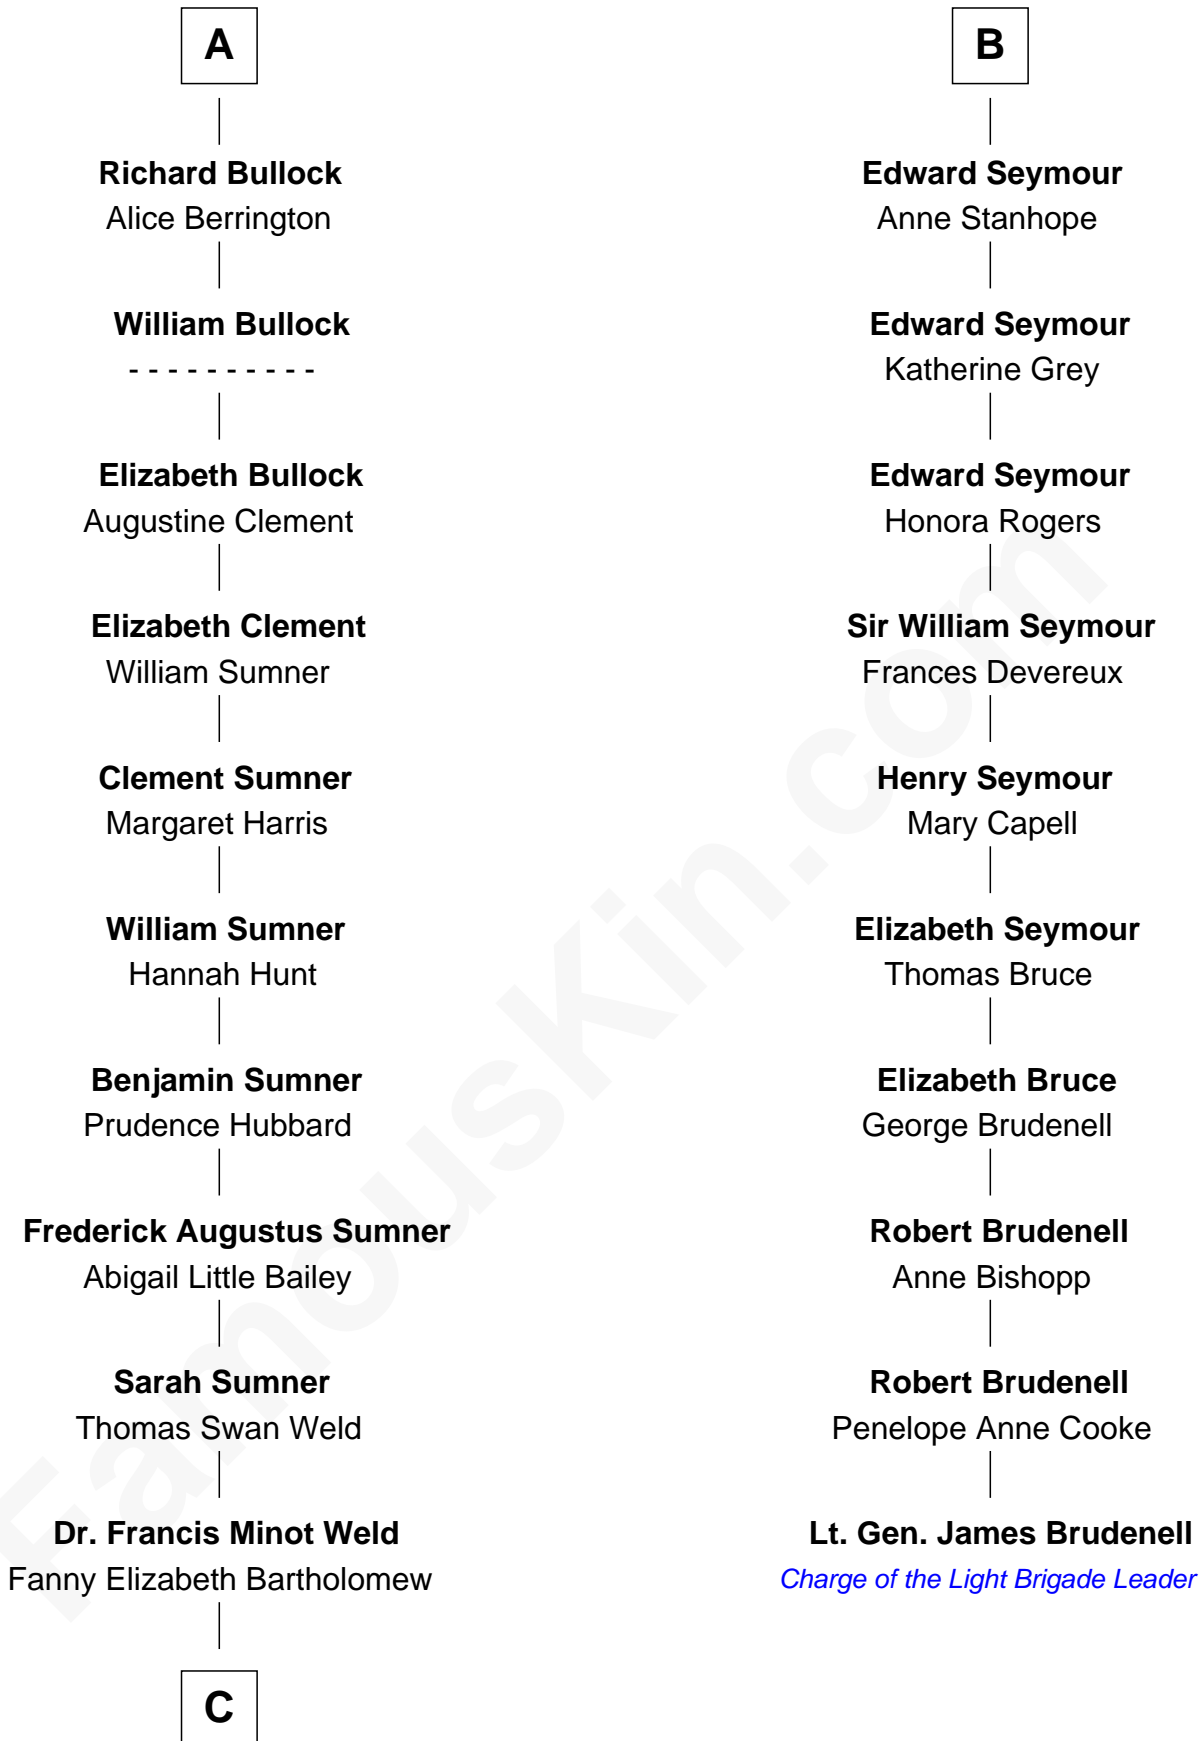 A
Richard Bullock
Alice Berrington
William Bullock
- - - - - - - - - -
Elizabeth Bullock
Augustine Clement
Elizabeth Clement
William Sumner
Clement Sumner
Margaret Harris
William Sumner
Hannah Hunt
Benjamin Sumner
Prudence Hubbard
Frederick Augustus Sumner
Abigail Little Bailey
Sarah Sumner
Thomas Swan Weld
Dr. Francis Minot Weld
Fanny Elizabeth Bartholomew
C
B
Edward Seymour
Anne Stanhope
Edward Seymour
Katherine Grey
Edward Seymour
Honora Rogers
Sir William Seymour
Frances Devereux
Henry Seymour
Mary Capell
Elizabeth Seymour
Thomas Bruce
Elizabeth Bruce
George Brudenell
Robert Brudenell
Anne Bishopp
Robert Brudenell
Penelope Anne Cooke
Lt. Gen. James Brudenell
Charge of the Light Brigade Leader
FamousKin.com